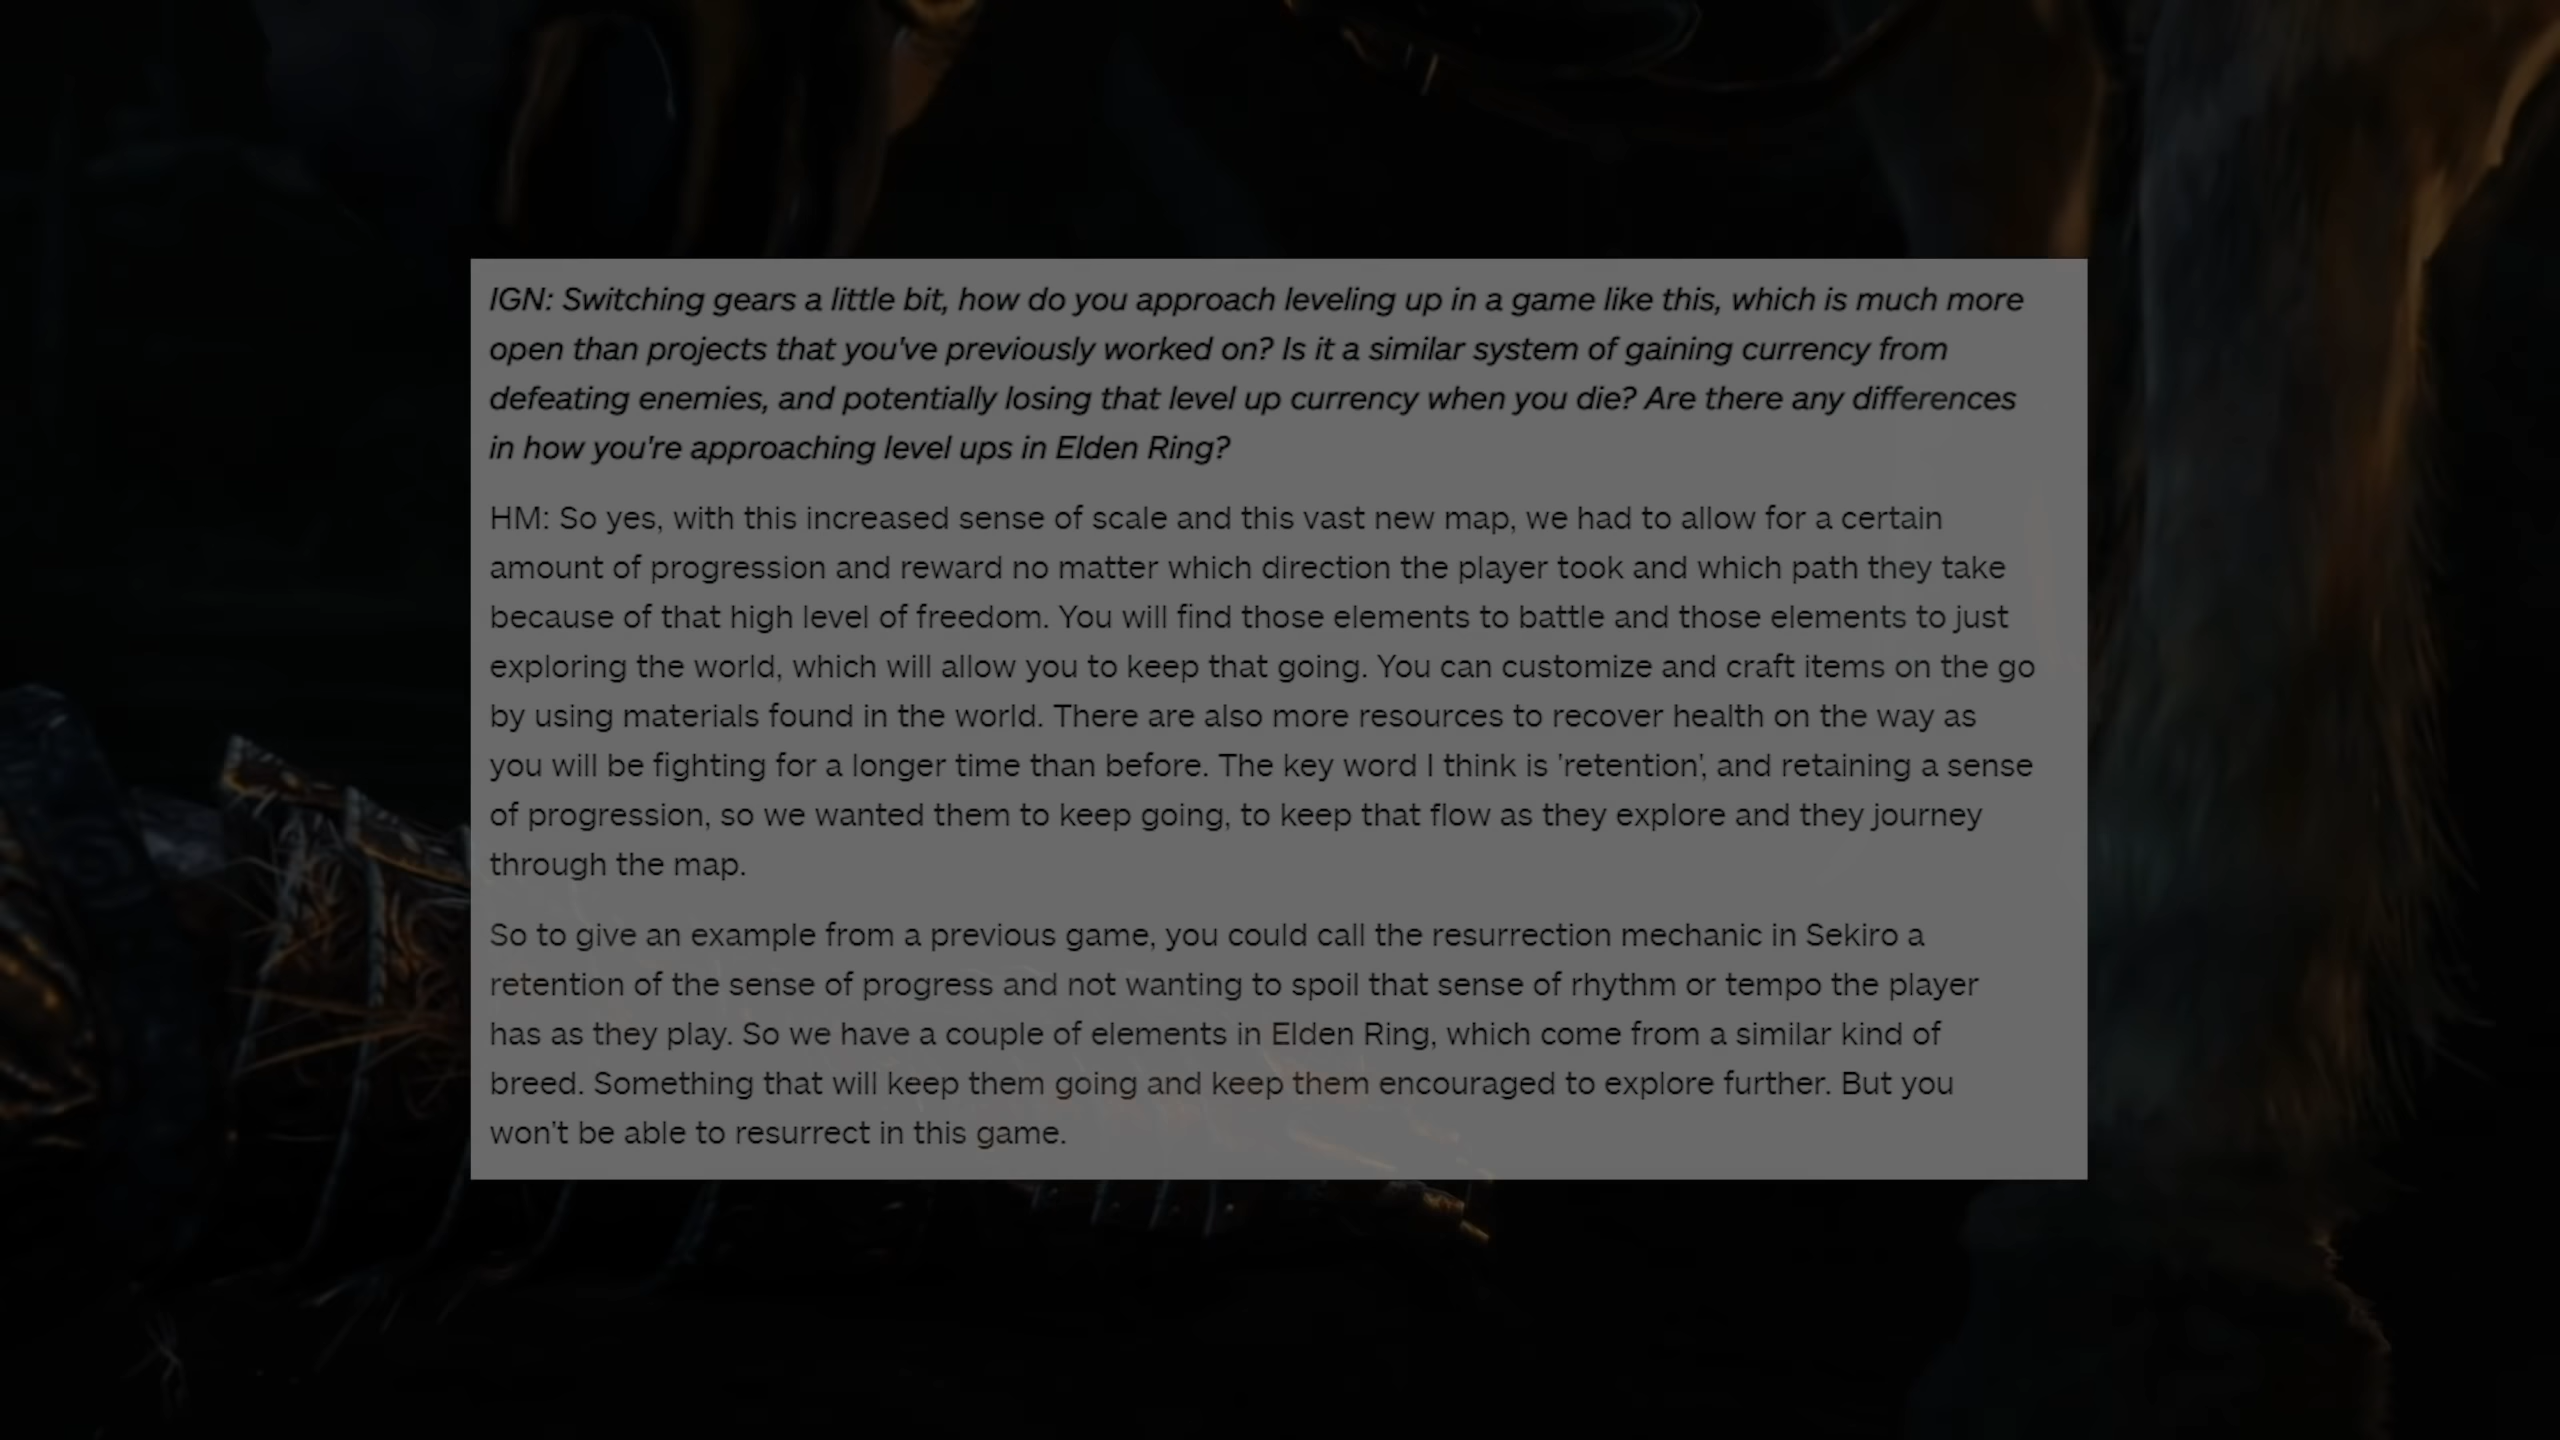 IGN: Switching gears a little bit, how do you approach leveling up in a game like this, which is much more
open than projects that you've previously worked on? Is it a similar system of gaining currency from
defeating enemies, and potentially losing that level up currency when you die? Are there any differences
in how you're approaching level ups in Elden Ring?
HM: So yes, with this increased sense of scale and this vast new map, we had to allow for a certain
amount of progression and reward no matter which direction the player took and which path they take
because of that high level of freedom. You will find those elements to battle and those elements to just
exploring the world, which will allow you to keep that going. You can customize and craft items on the go
by using materials found in the world. There are also more resources to recover health on the way as
you will be fighting for a longer time than before. The key word I think is 'retention', and retaining a sense
of progression, so we wanted them to keep going, to keep that flow as they explore and they journey
through the map.
So to give an example from a previous game, you could call the resurrection mechanic in Sekiro a
retention of the sense of progress and not wanting to spoil that sense of rhythm or tempo the player
has as they play. So we have a couple of elements in Elden Ring, which come from a similar kind of
breed. Something that will keep them going and keep them encouraged to explore further. But you
won't be able to resurrect in this game.